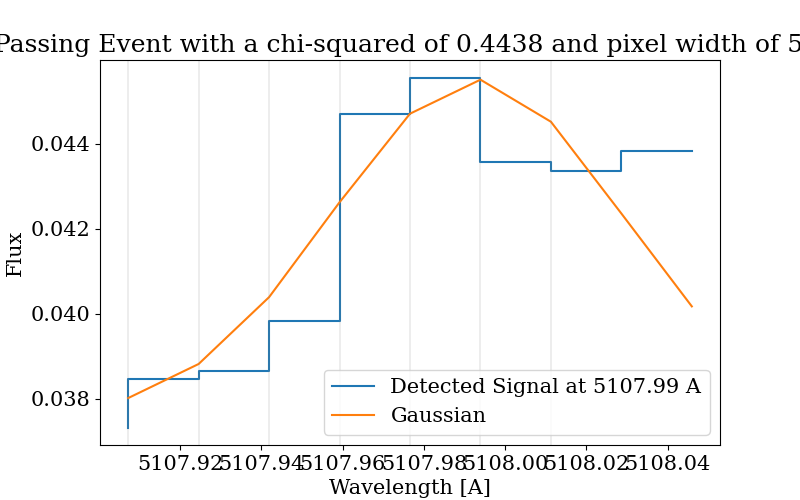 Passing Event with a chi-squared of 0.4438 and pixel width of 5
Flux
0.044
0.042
0.040
0.038
Detected Signal at 5107.99 A
Gaussian
5107.92 5107.94 5107.96 5107.98 5108.00 5108.02 5108.04
Wavelength [A]